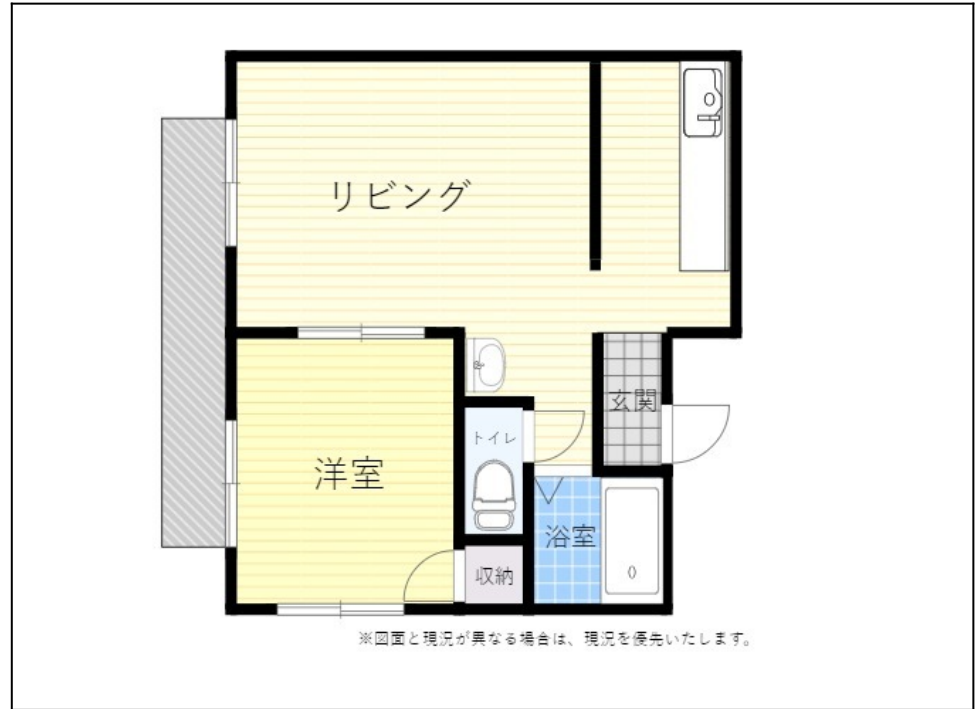 リビング
玄関
トイレ
洋室
浴室
収納
※図面と現況が異なる場合は、現況を優先いたします。